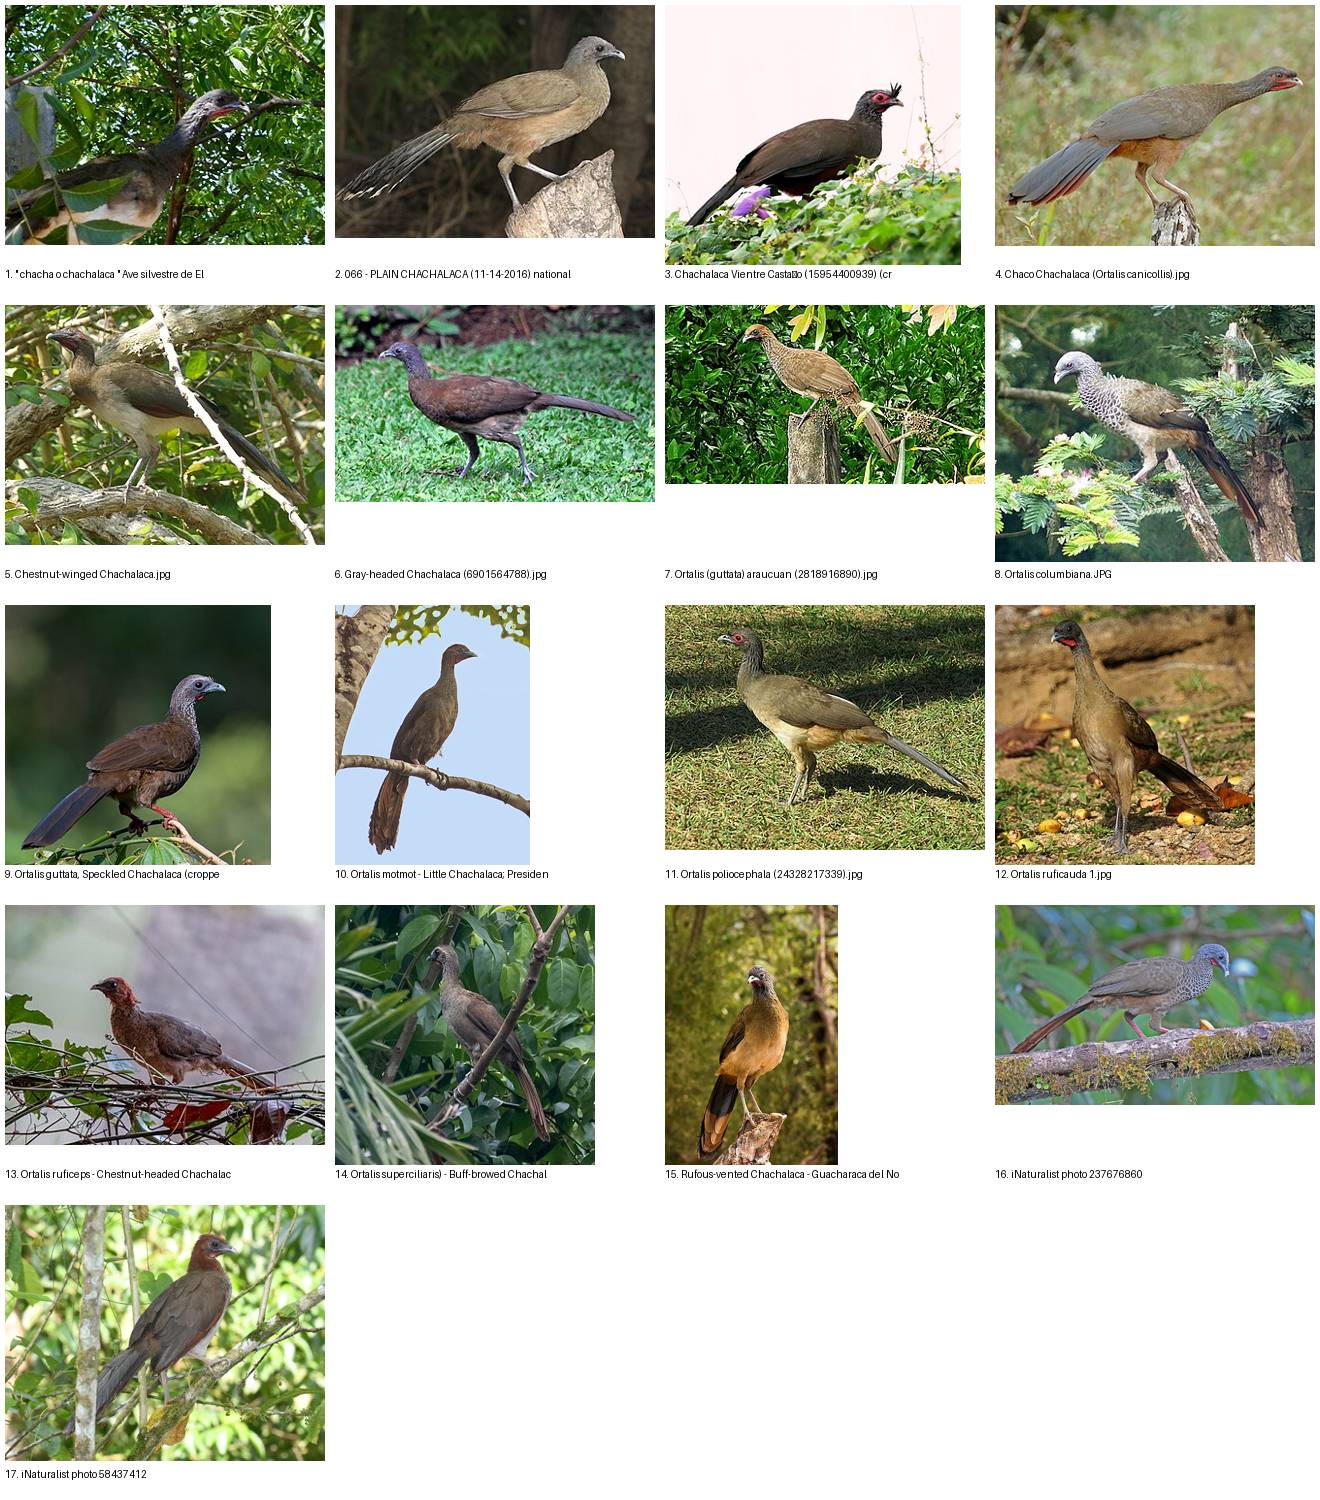 1. "chacha o chachalaca " Ave silvestre de El
2. 066 - PLAIN CHACHALACA (11-14-2016) national
3. Chachalaca Vientre Casta o (15954400939) (cr
4. Chaco Chachalaca (Ortalis canicollis).jpg
5. Chestnut-winged Chachalaca.jpg
6. Gray-headed Chachalaca (6901564788).jpg
7. Ortalis (guttata) araucuan (2818916890).jpg
8. Ortalis columbiana.JPG
9. Ortalis guttata, Speckled Chachalaca (croppe
10. Ortalis motmot - Little Chachalaca; Presiden
11. Ortalis poliocephala (24328217339).jpg
12. Ortalis ruficauda 1.jpg
13. Ortalis ruficeps - Chestnut-headed Chachalac
14. Ortalis superciliaris) - Buff-browed Chachal
15. Rufous-vented Chachalaca - Guacharaca del No
16. iNaturalist photo 237676860
17. iNaturalist photo 58437412